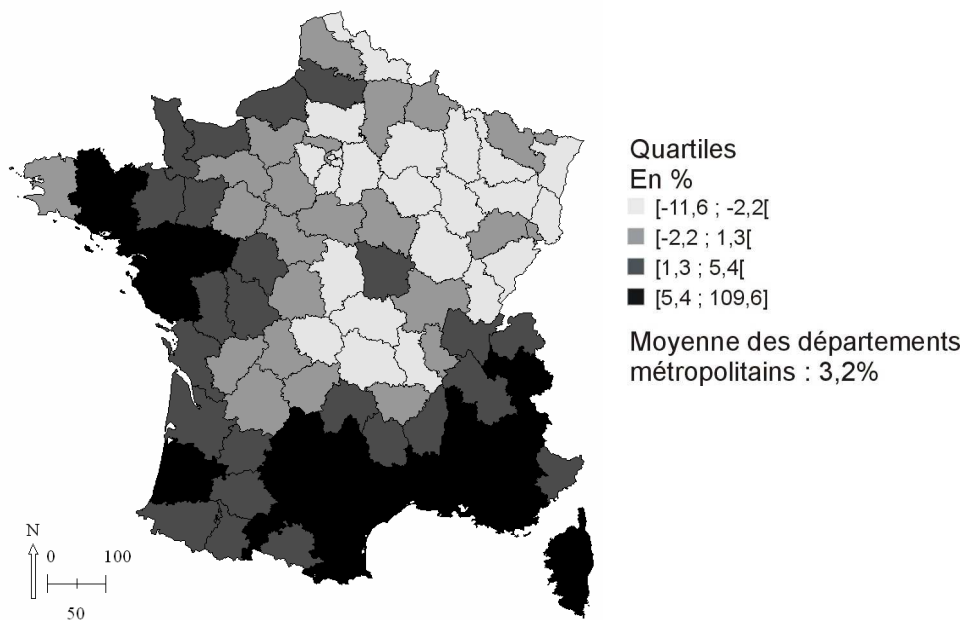 Quartiles
En %
[-11,6 ; -2,2[
[-2,2 ; 1,3[
[1,3 ; 5,4[
[5,4 ; 109,6]
Moyenne des départements
métropolitains : 3,2%
N
0 100
50